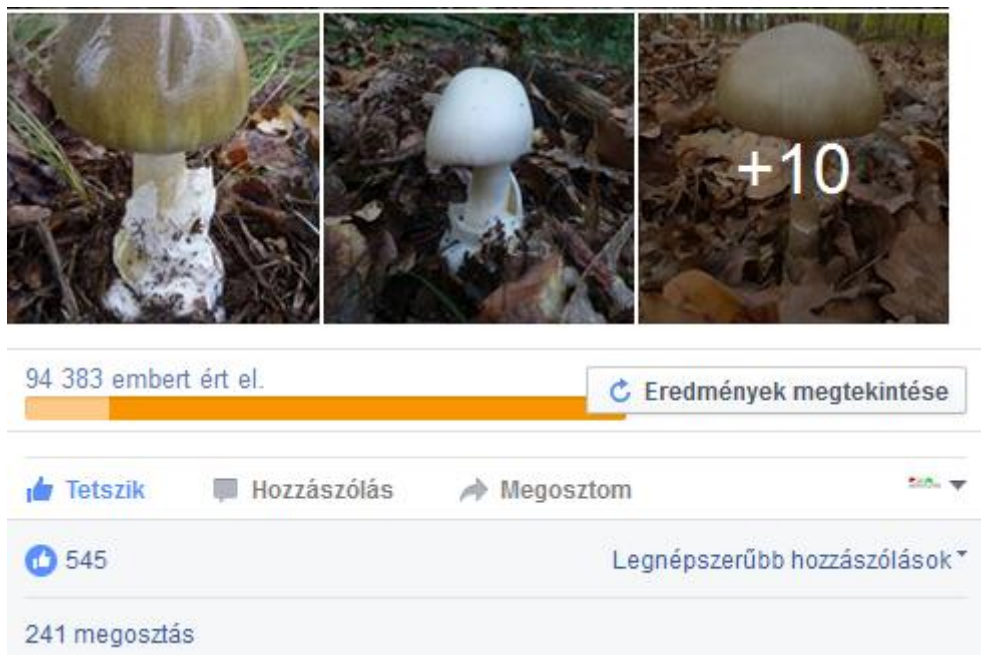 +10
94 383 embert ért el.
Eredmények megtekintése
Tetszik Hozzászólás Megosztom
545 Legnépszerűbb hozzászólások
241 megosztás